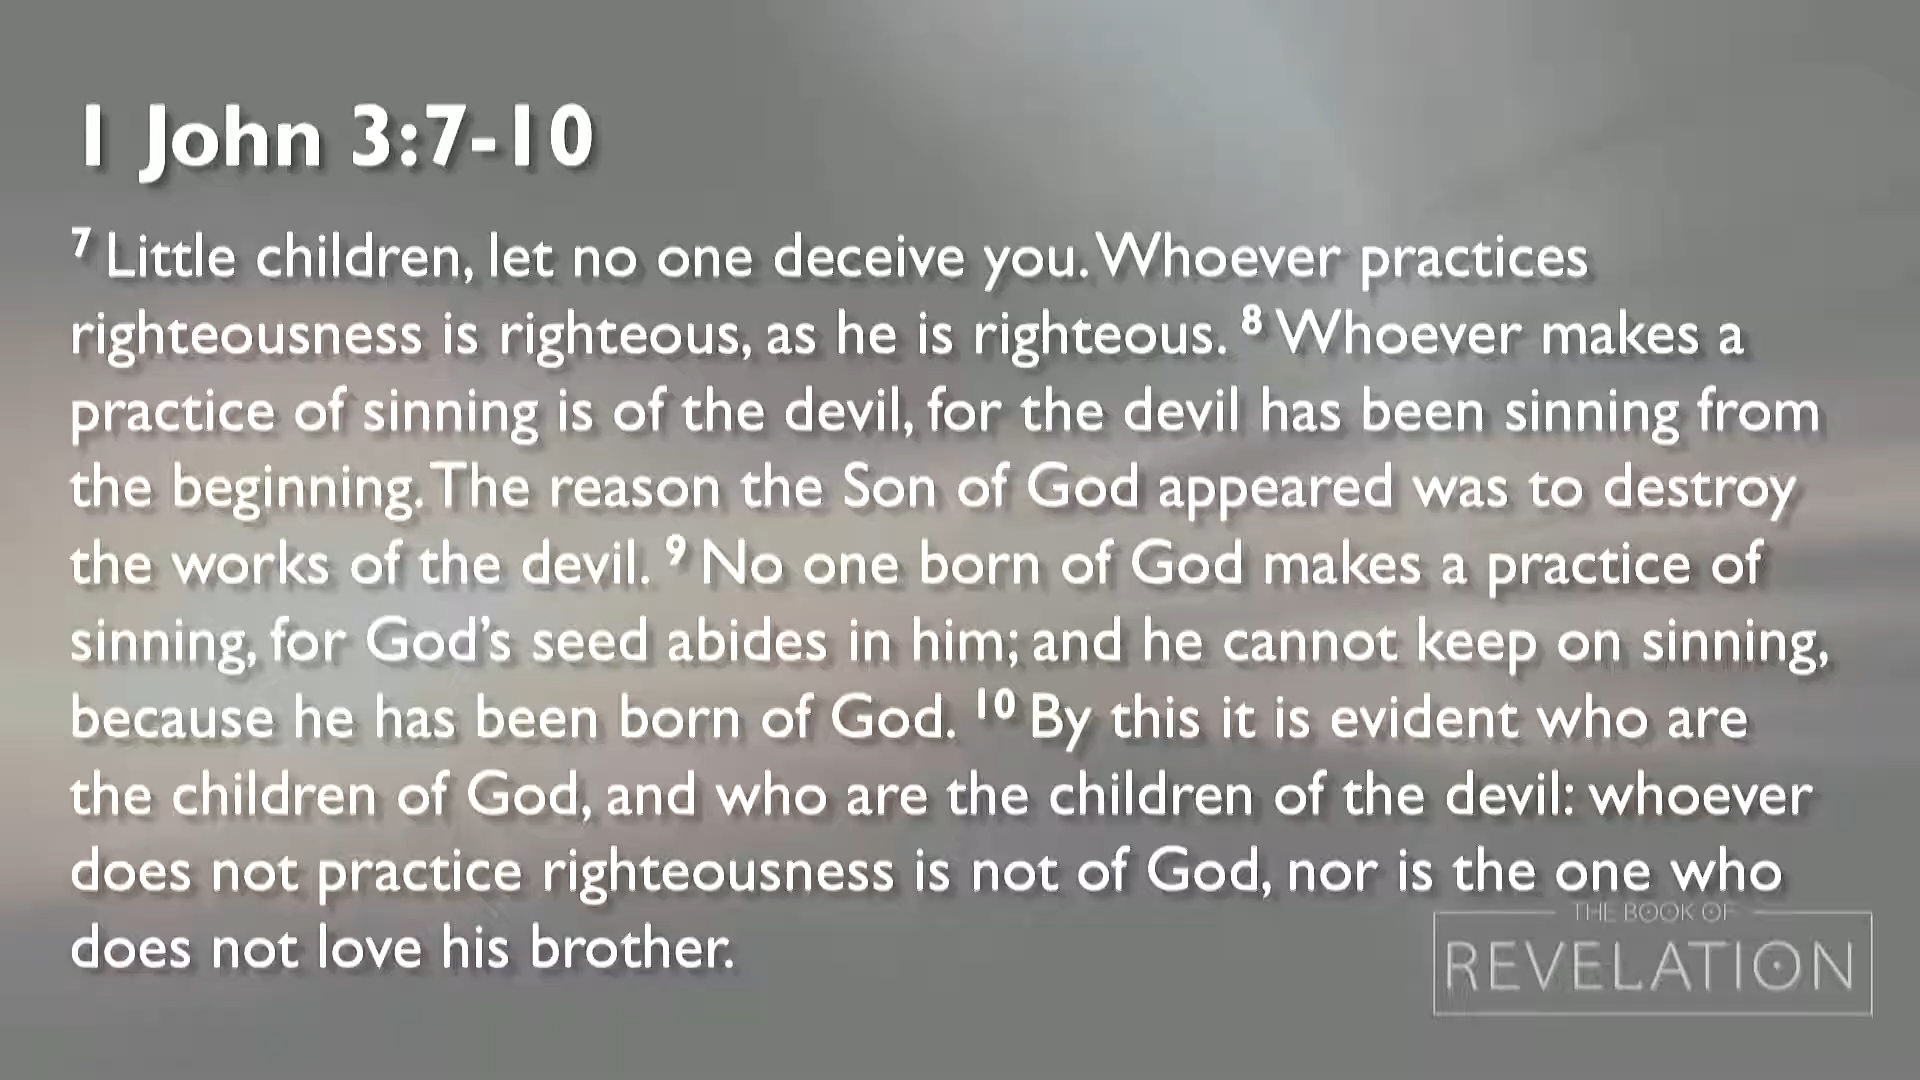 1 John 3:7-10
7 Little children, let no one deceive you. Whoever practices
righteousness is righteous, as he is righteous. 8 Whoever makes a
practice of sinning is of the devil, for the devil has been sinning from
the beginning. The reason the Son of God appeared was to destroy
the works of the devil. 9 No one born of God makes a practice of
sinning, for God’s seed abides in him; and he cannot keep on sinning,
because he has been born of God. 10 By this it is evident who are
the children of God, and who are the children of the devil: whoever
does not practice righteousness is not of God, nor is the one who
does not love his brother.
THE BOOK OF
REVELATION